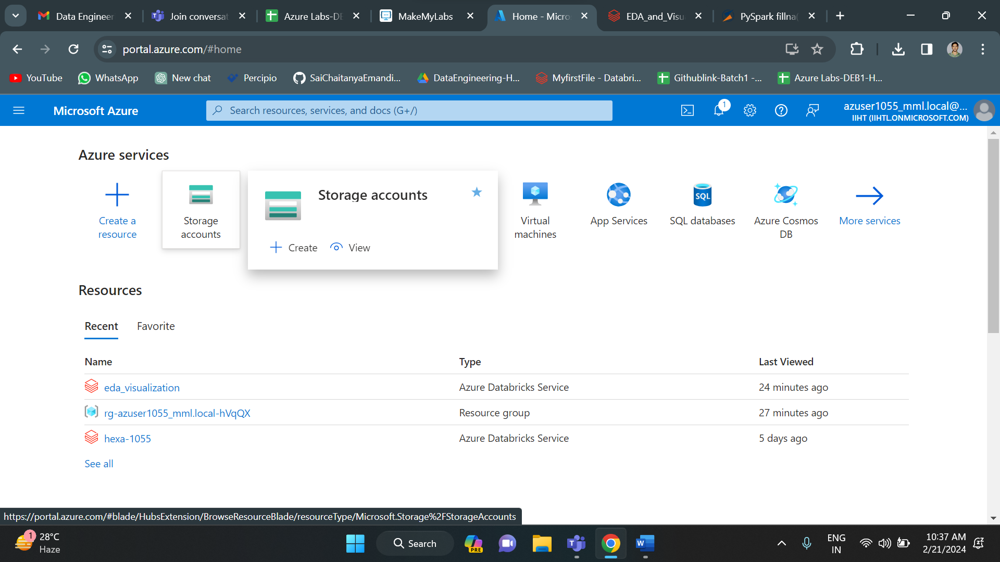 Data Engineer
Join conversat
Azure Labs-DE
MakeMyLabs
Home - Micro
EDA_and_Visu
PySpark fillna(
portal.azure.com/#home
YouTube
WhatsApp
New chat
Percipio
SaiChaitanyaEmandi...
DataEngineering-H...
MyfirstFile - Databri...
Githublink-Batch1 -...
Azure Labs-DEB1-H...
Microsoft Azure
Search resources, services, and docs (G+/)
1
azuser1055_mml.local@...
IIHT (IIHTL.ONMICROSOFT.COM)
Azure services
Create a
resource
Storage
accounts
Storage accounts
Create
View
Virtual
machines
App Services
SQL
SQL databases
Azure Cosmos
DB
More services
Resources
Recent
Favorite
Name Type Last Viewed
eda_visualization Azure Databricks Service 24 minutes ago
rg-azuser1055_mml.local-hVqQX Resource group 27 minutes ago
hexa-1055 Azure Databricks Service 5 days ago
See all
https://portal.azure.com/#blade/HubsExtension/BrowseResourceBlade/resourceType/Microsoft.Storage%2FStorageAccounts
1
28°C
Haze
Search
PRE
T
W
ENG
IN
10:37 AM
2/21/2024